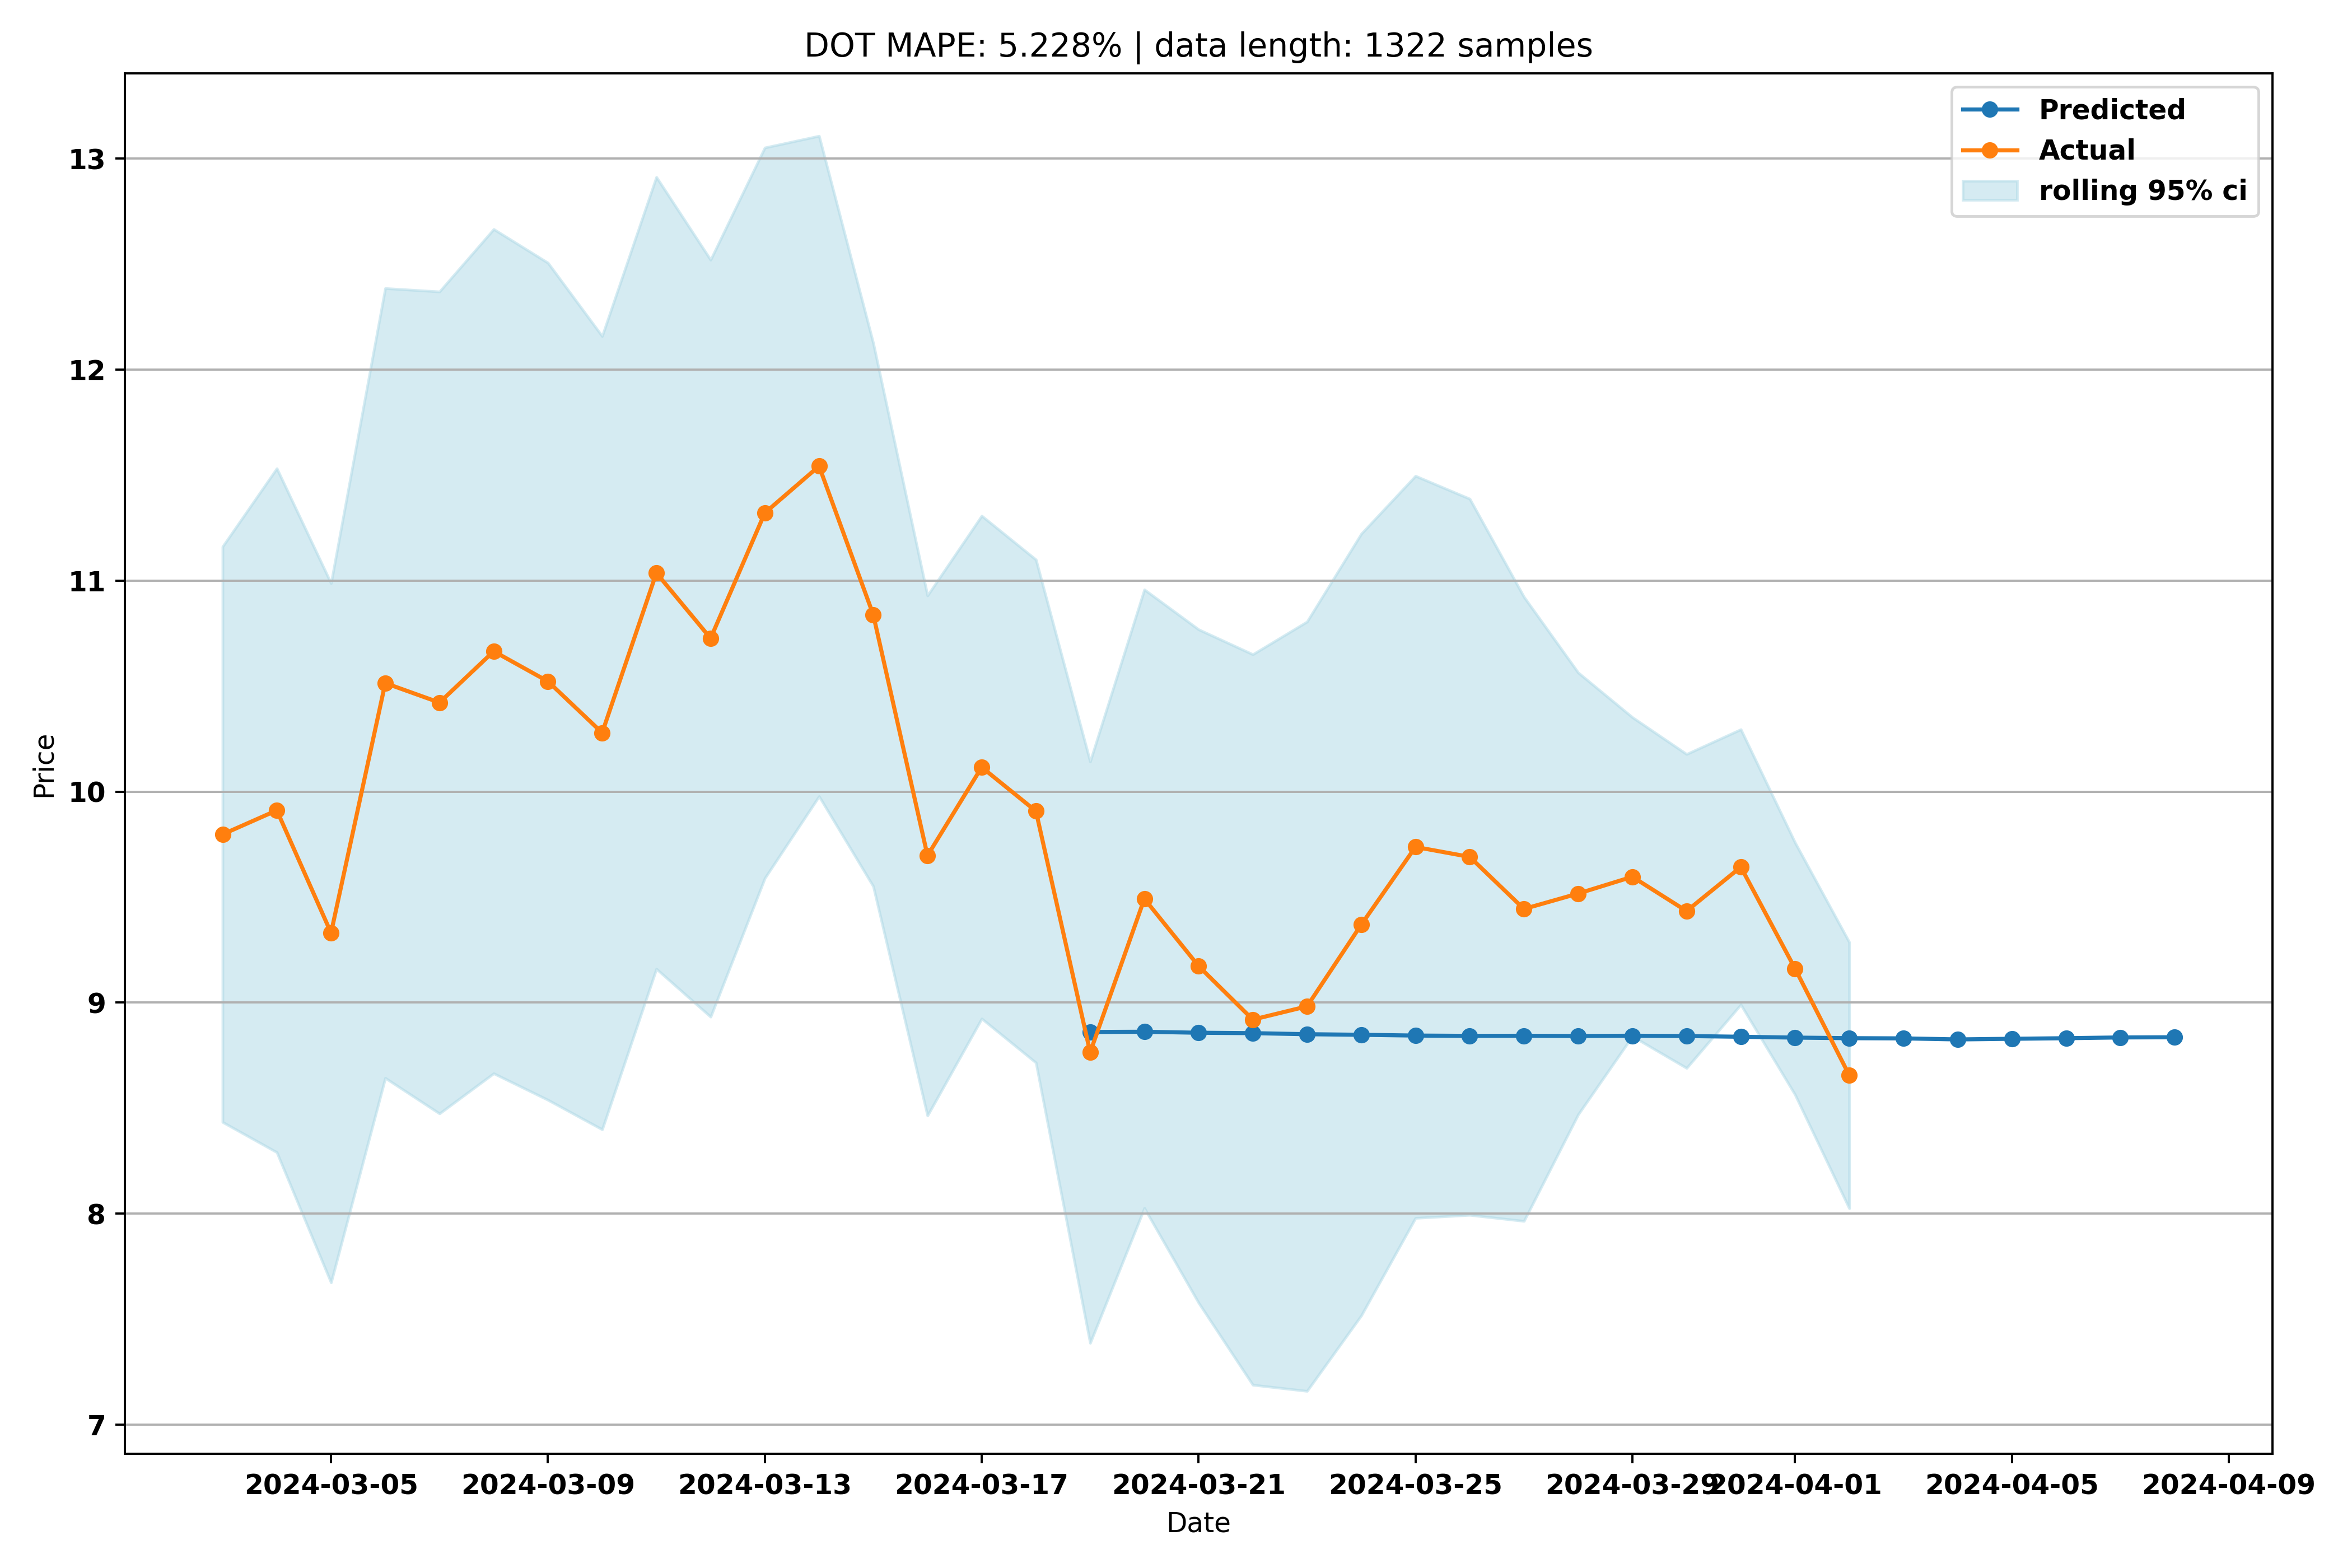 DOT MAPE: 5.228% | data length: 1322 samples
Predicted
Actual
rolling 95% ci
13
12
11
10
9
8
7
Price
2024-03-05 2024-03-09 2024-03-13 2024-03-17 2024-03-21 2024-03-25 2024-03-29 2024-04-01 2024-04-05 2024-04-09
Date